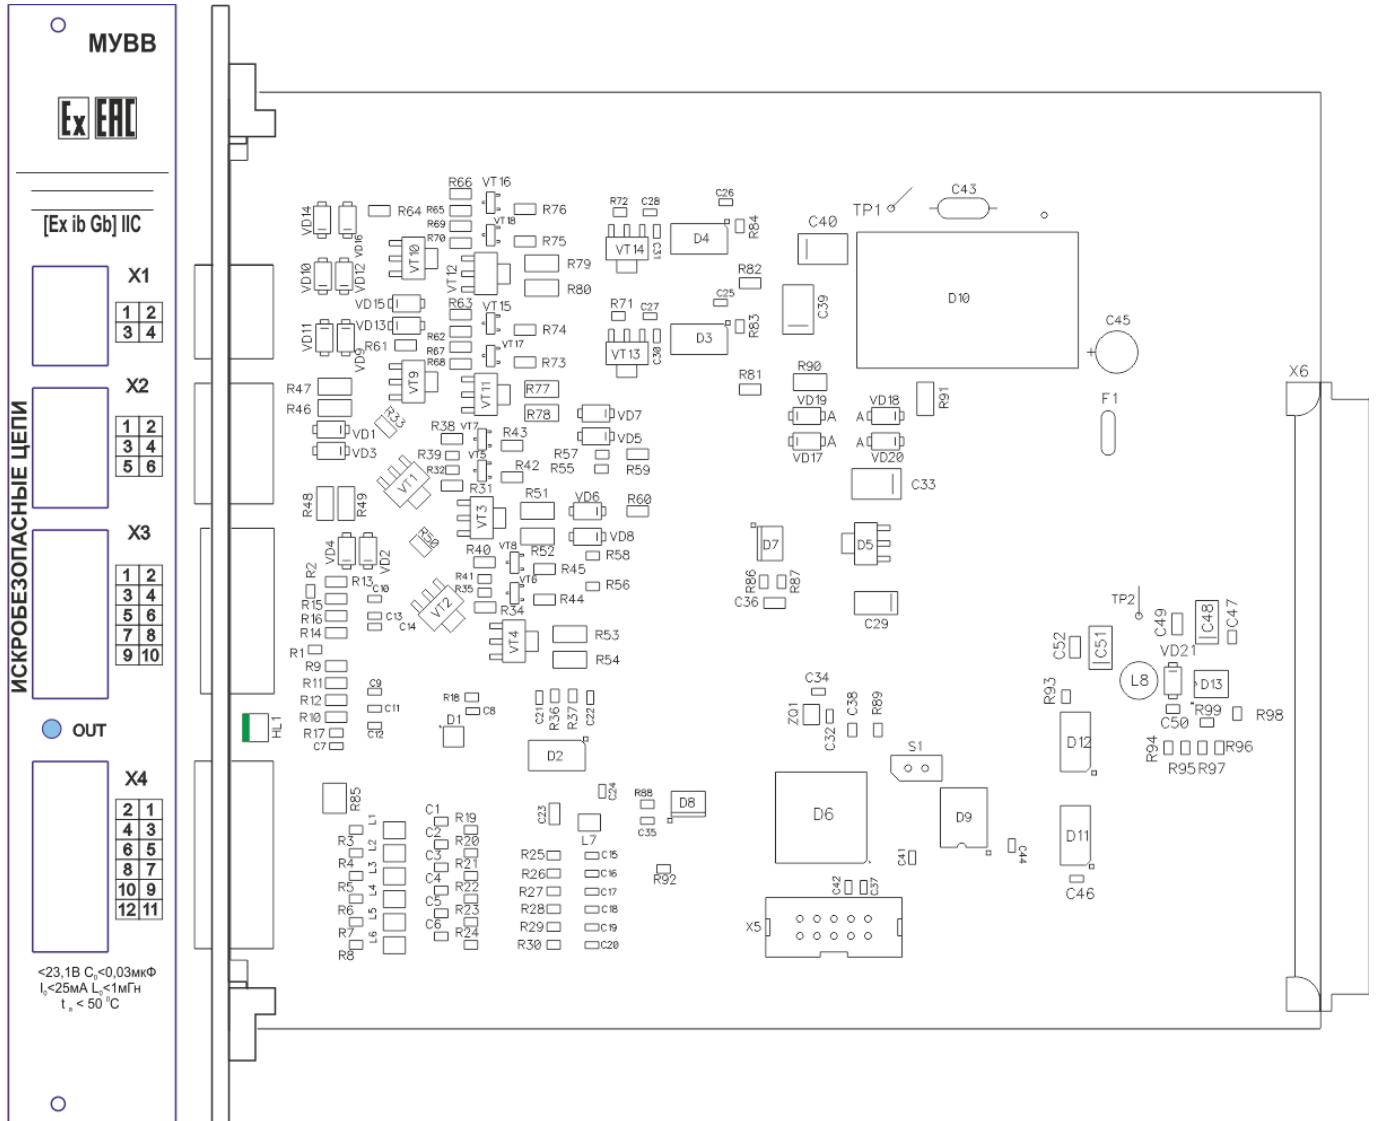 МУВВ
Ex ЕАС
[Ex ib Gb] IIC
X1
1 2
3 4
X2
1 2
3 4
5 6
X3
1 2
3 4
5 6
7 8
9 10
OUT
X4
2 1
4 3
6 5
8 7
10 9
12 11
ИСКРОБЕЗОПАСНЫЕ ЦЕПИ
<23,1В C₀<0,03мкФ
I₀<25мА L₀<1мГн
< 50 °C
HL1
VD14
VD16
R64
R66
R65
R69
R70
VT16
VT18
R76
R75
VT10
VT12
R79
R80
VD10
VD12
VD15
VD13
R61
VD11
VD9
R63
R62
R67
R68
VT15
VT17
R74
R73
VT9
VT11
R77
R78
R47
R46
VD1
VD3
R33
R38
R39
R32
R31
VT7
VT5
R43
R42
VT1
VT3
R51
R52
R48
R49
VD4
VD2
R50
R40
R41
R35
R34
VT8
VT6
R45
R44
VT2
VT4
R53
R54
R2
R13
R15
R16
R14
C10
C13
C14
R1
R9
R11
R12
R10
R17
C7
C9
C11
C12
R18
C8
D1
R72
C28
C31
VT14
D4
C26
R84
R82
R71
C27
C30
VT13
D3
C25
R83
R81
VD7
VD5
R57
R55
R59
VD6
VD8
R60
R58
R56
C21
R36
R37
C22
D2
C24
C23
L7
R88
C35
D8
R92
R85
L1
L2
L3
L4
L5
L6
R3
R4
R5
R6
R7
R8
C1
C2
C3
C4
C5
C6
R19
R20
R21
R22
R23
R24
R25
R26
R27
R28
R29
R30
C15
C16
C17
C18
C19
C20
TP1
C43
C40
C39
D10
C45
+
F1
X6
R90
R91
VD19 A
VD18 A
VD17 A
VD20 A
C33
D7
D5
R86
R87
C36
C29
C34
ZQ1
C32
C38
R89
S1
D6
D9
C41
C44
C42
C37
X5
TP2
C49
C48
C47
C52
C51
VD21
L8
D13
R93
C50
R99
R98
D12
R94
R95
R97
R96
D11
C46